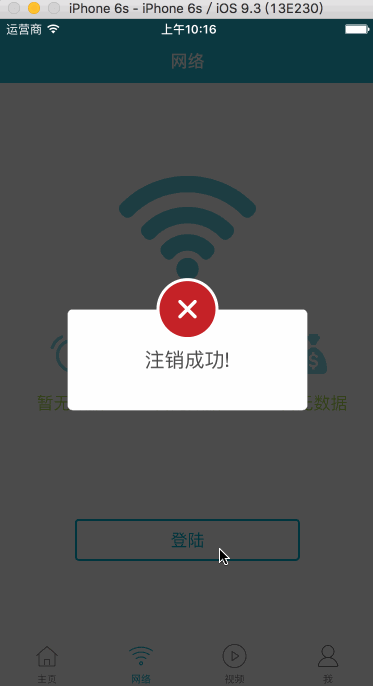 iPhone 6s - iPhone 6s / iOS 9.3 (13E230)
运营商 上午10:16
网络
注销成功!
暂无 无数据
登陆
主页 网络 视频 我